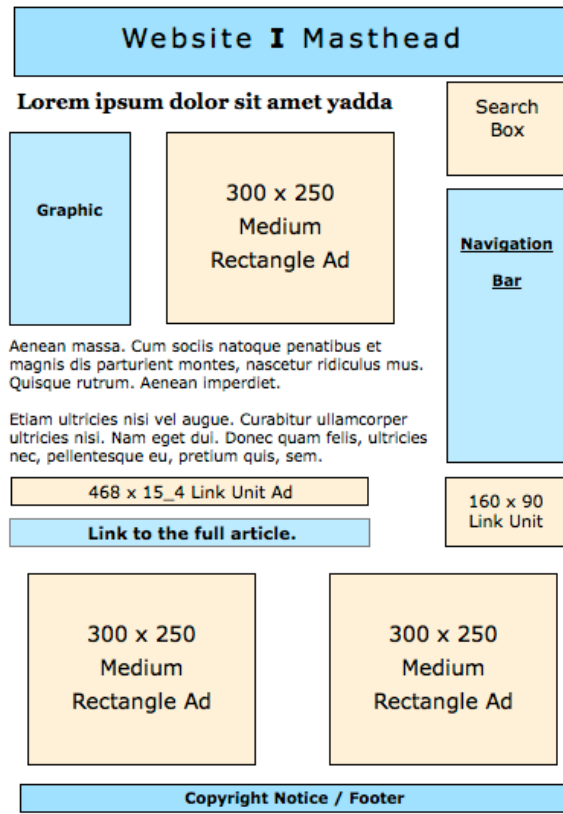 Website I Masthead
Lorem ipsum dolor sit amet yadda
Search
Box
Graphic
300 x 250
Medium
Rectangle Ad
Navigation
Bar
Aenean massa. Cum sociis natoque penatibus et
magnis dis parturient montes, nascetur ridiculus mus.
Quisque rutrum. Aenean imperdiet.
Etiam ultricies nisi vel augue. Curabitur ullamcorper
ultricies nisi. Nam eget dui. Donec quam felis, ultricies
nec, pellentesque eu, pretium quis, sem.
468 x 15_4 Link Unit Ad
160 x 90
Link Unit
Link to the full article.
300 x 250
Medium
Rectangle Ad
300 x 250
Medium
Rectangle Ad
Copyright Notice / Footer